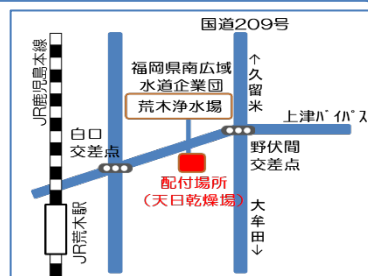 国道209号
JR鹿児島本線
福岡県南広域
水道企業団
荒木浄水場
↑久留米
上津バイパス
白口
交差点
野伏間
交差点
配付場所
(天日乾燥場)
JR荒木駅
大牟田↓